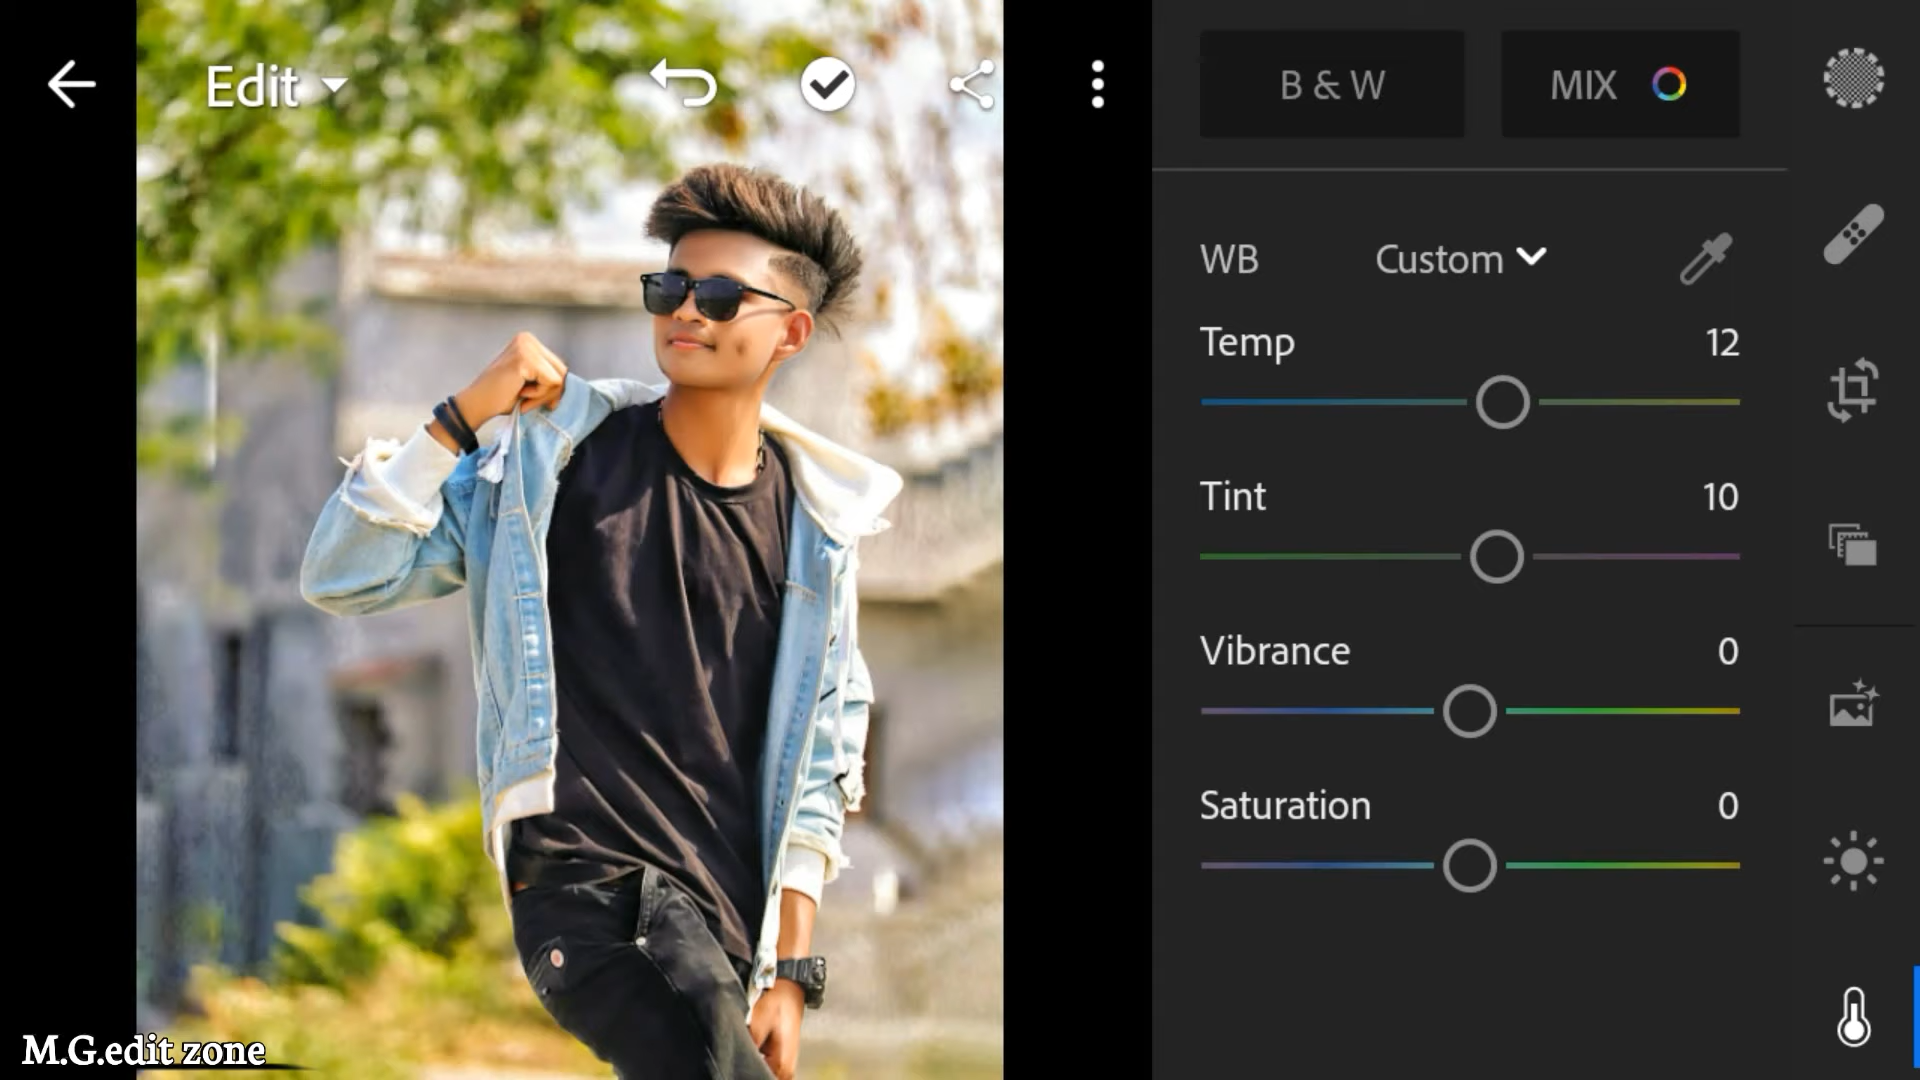 Edit
B & W
MIX
WB
Custom
Temp
12
Tint
10
Vibrance
0
Saturation
0
M.G.edit zone